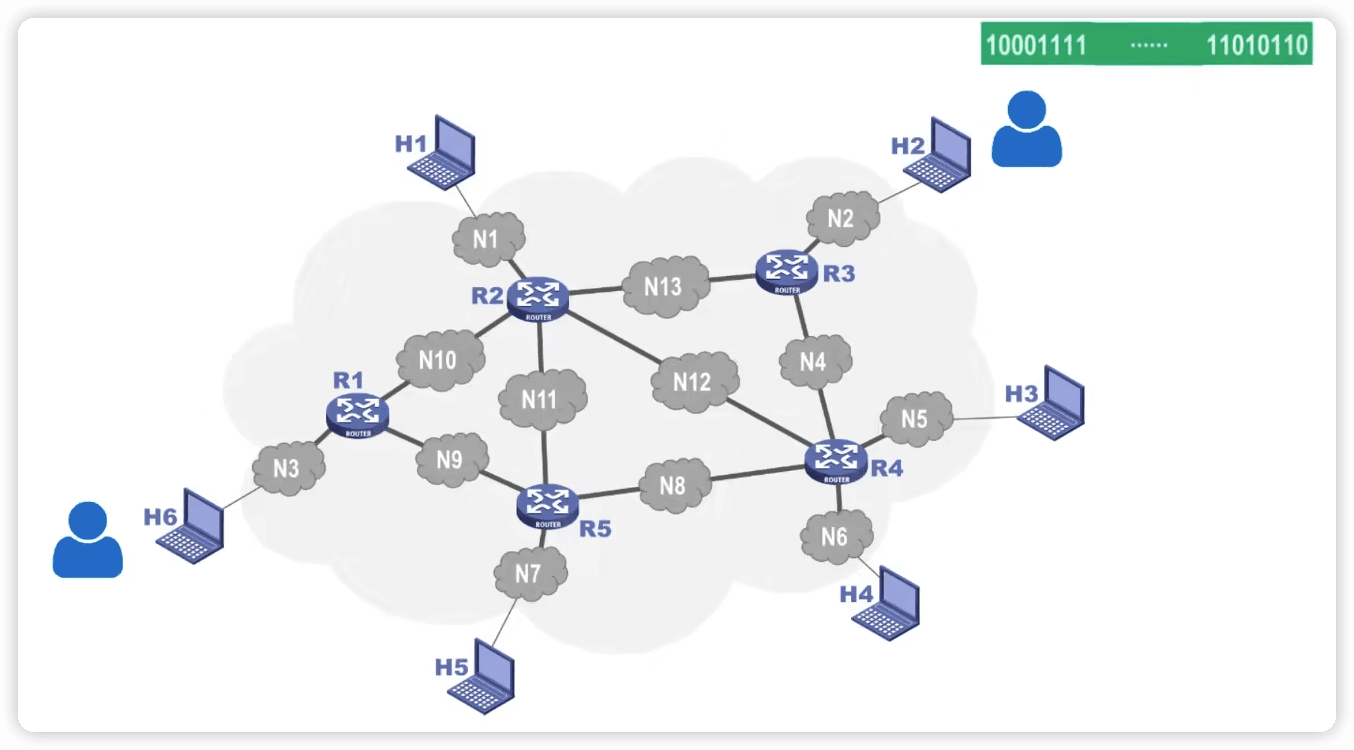 10001111 ······ 11010110
H1
H2
N2
N1
R3
ROUTER
N13
R2
ROUTER
N10
N4
R1
N12
H3
N11
N5
ROUTER
N9
N3
R4
ROUTER
N8
H6
R5
ROUTER
N6
N7
H4
H5